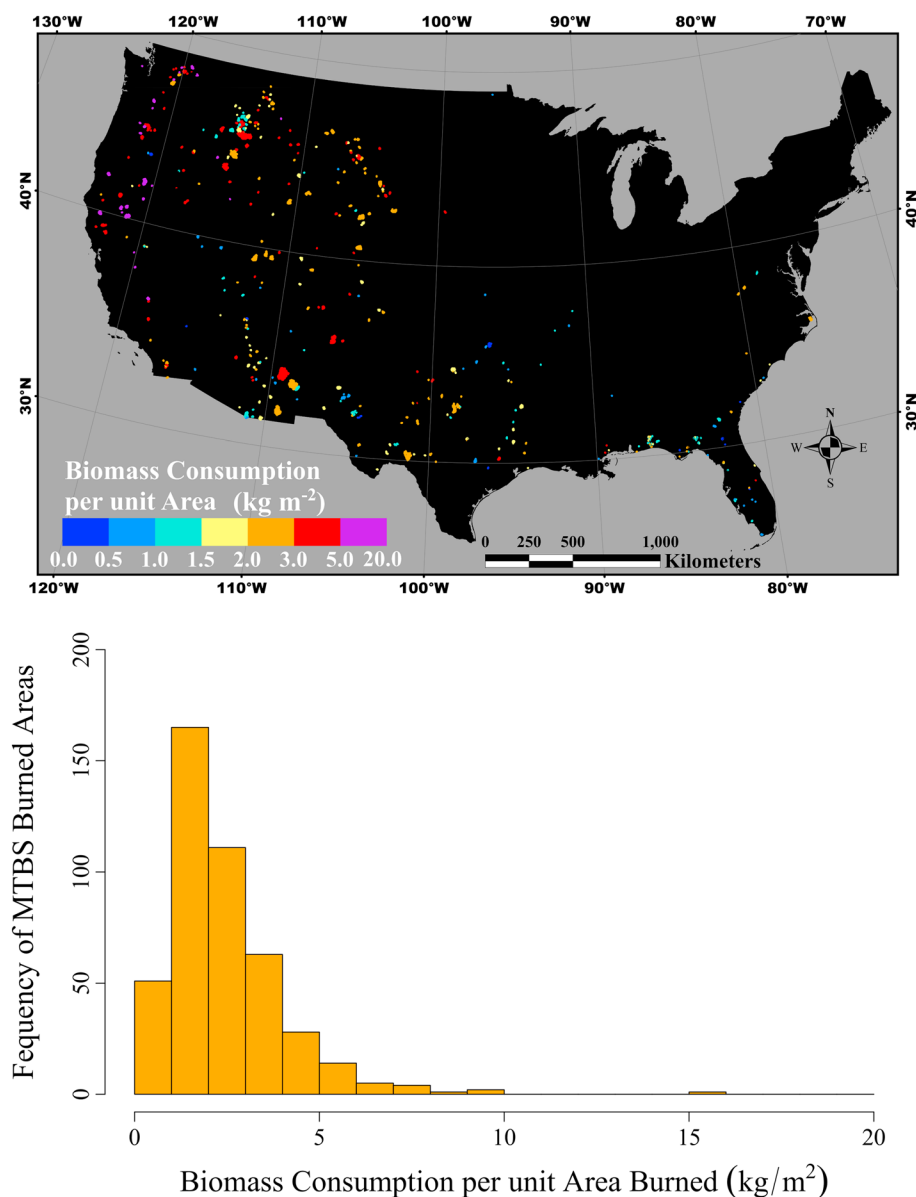 130°W 120°W 110°W 100°W 90°W 80°W 70°W
40°N 40°N
30°N 30°N
N
W E
S
Biomass Consumption
per unit Area (kg m-2)
0.0 0.5 1.0 1.5 2.0 3.0 5.0 20.0
0 250 500 1,000
Kilometers
120°W 110°W 100°W 90°W 80°W
Fequency of MTBS Burned Areas
200
150
100
50
0
0 5 10 15 20
Biomass Consumption per unit Area Burned (kg/m²)